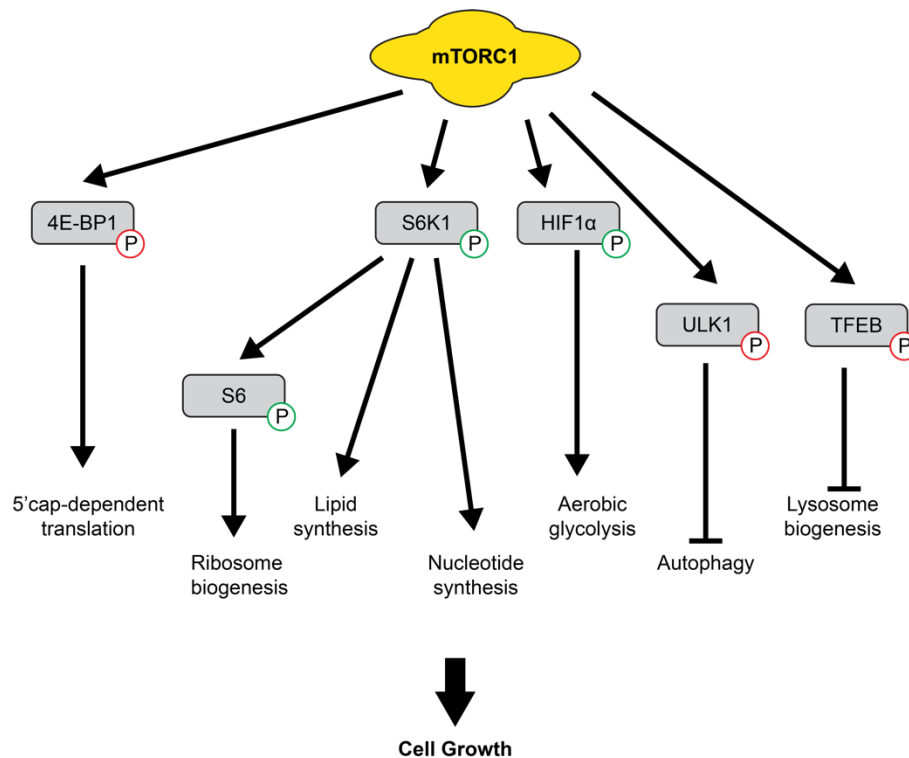 mTORC1
4E-BP1
P
S6K1
P
HIF1α
P
ULK1
P
TFEB
P
S6
P
5'cap-dependent
translation
Ribosome
biogenesis
Lipid
synthesis
Nucleotide
synthesis
Aerobic
glycolysis
Autophagy
Lysosome
biogenesis
Cell Growth